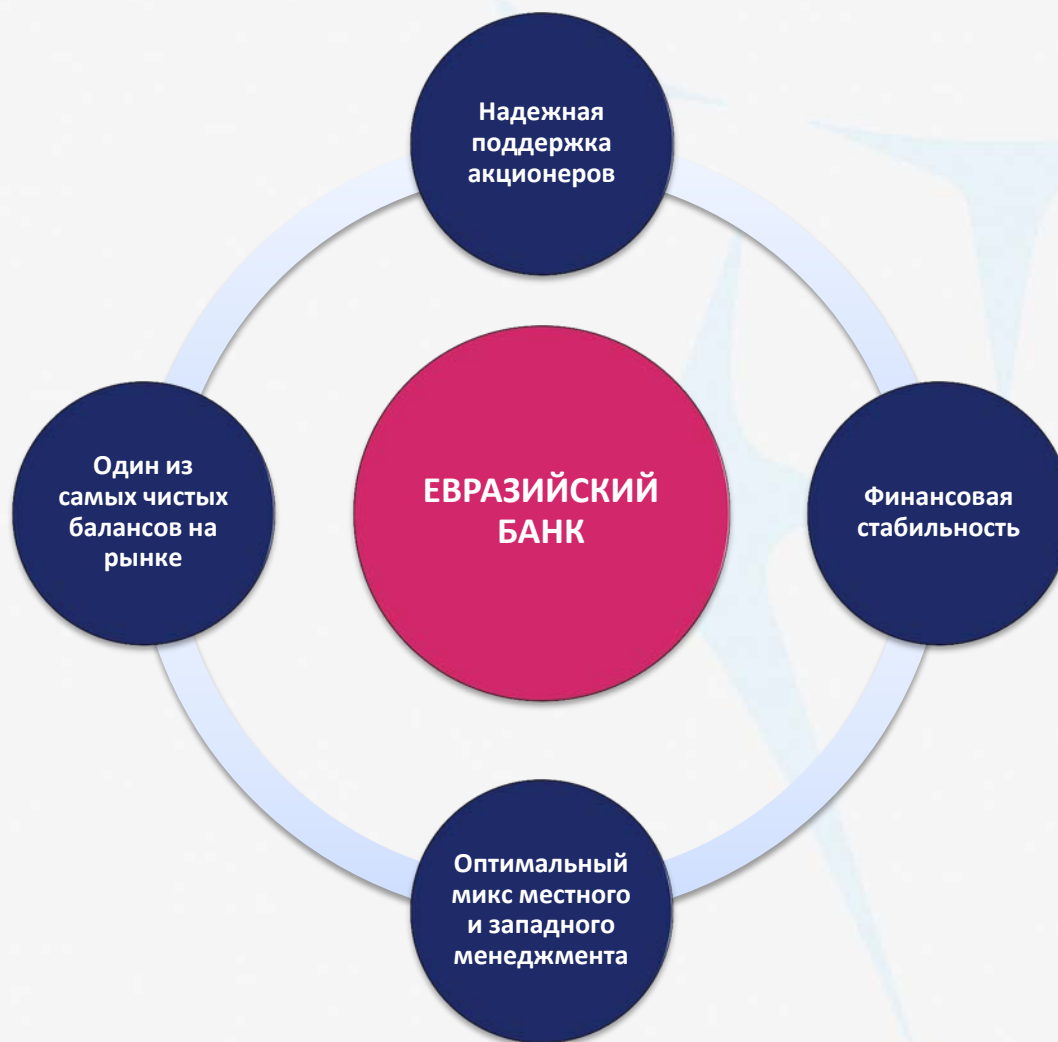 Надежная
поддержка
акционеров
Один из
самых чистых
балансов на
рынке
ЕВРАЗИЙСКИЙ
БАНК
Финансовая
стабильность
Оптимальный
микс местного
и западного
менеджмента